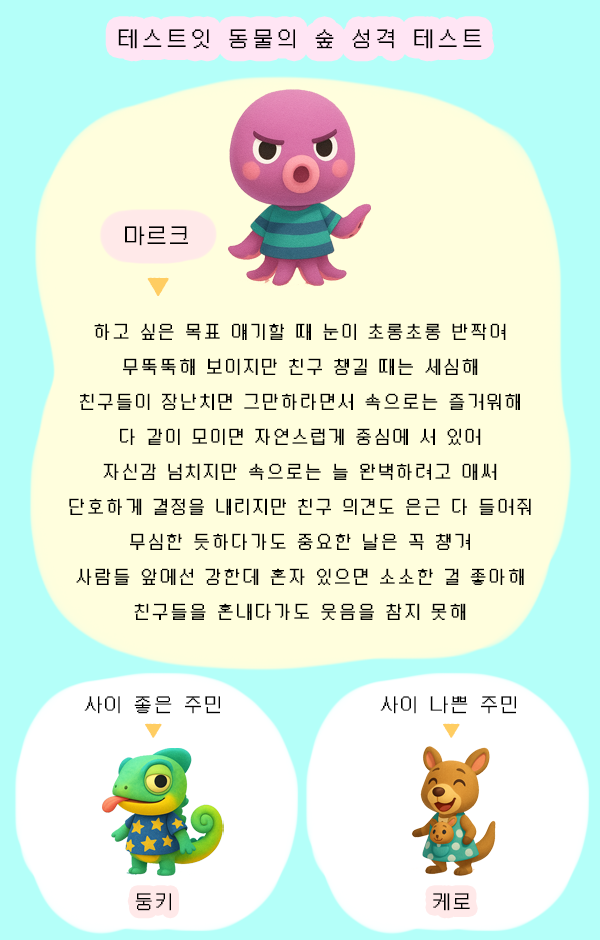 테스트잇 동물의 숲 성격 테스트
마르크
하고 싶은 목표 얘기할 때 눈이 초롱초롱 반짝여
무뚝뚝해 보이지만 친구 챙길 때는 세심해
친구들이 장난치면 그만하라면서 속으로는 즐거워해
다 같이 모이면 자연스럽게 중심에 서 있어
자신감 넘치지만 속으로는 늘 완벽하려고 애써
단호하게 결정을 내리지만 친구 의견도 은근 다 들어줘
무심한 듯하다가도 중요한 날은 꼭 챙겨
사람들 앞에선 강한데 혼자 있으면 소소한 걸 좋아해
친구들을 혼내다가도 웃음을 참지 못해
사이 좋은 주민
둥키
사이 나쁜 주민
케로